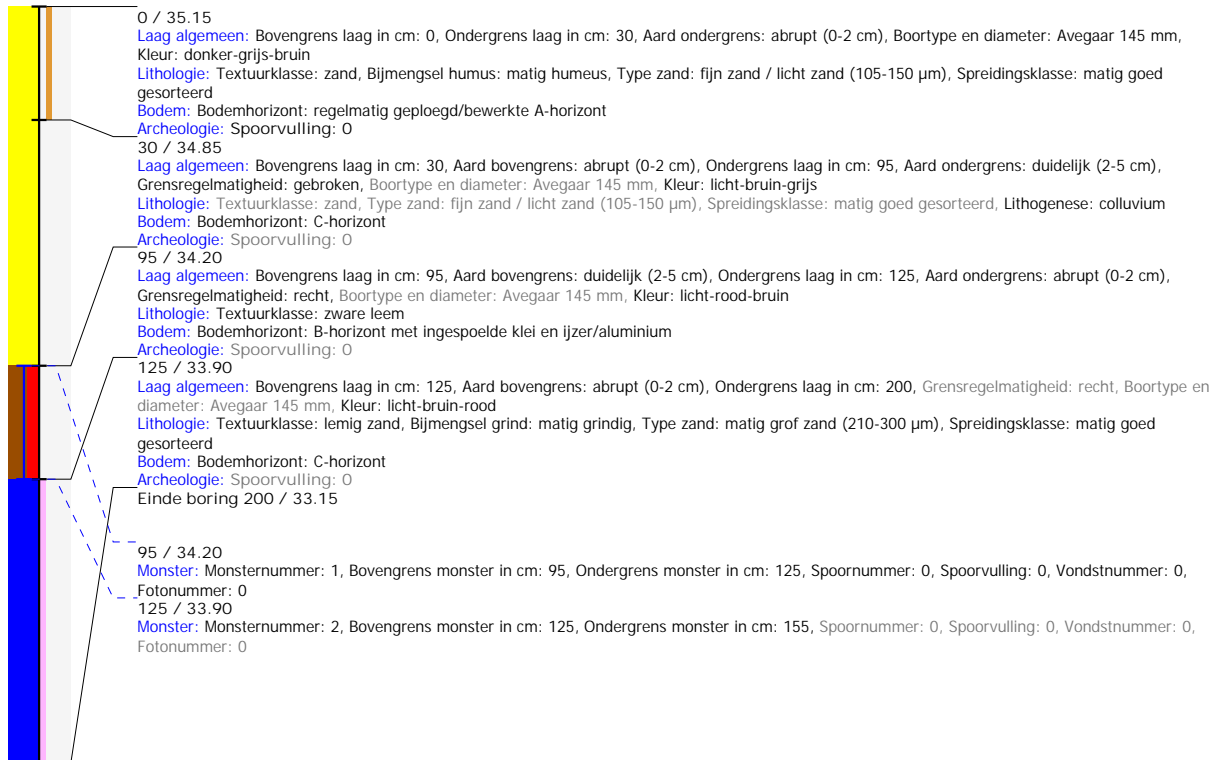 0 / 35.15
Laag algemeen: Bovengrens laag in cm: 0, Ondergrens laag in cm: 30, Aard ondergrens: abrupt (0-2 cm), Boortype en diameter: Avegaar 145 mm,
Kleur: donker-grijs-bruin
Lithologie: Textuurklasse: zand, Bijmengsel humus: matig humeus, Type zand: fijn zand / licht zand (105-150 µm), Spreidingsklasse: matig goed
gesorteerd
Bodem: Bodemhorizont: regelmatig geploegd/bewerkte A-horizont
Archeologie: Spoorvulling: 0
30 / 34.85
Laag algemeen: Bovengrens laag in cm: 30, Aard bovengrens: abrupt (0-2 cm), Ondergrens laag in cm: 95, Aard ondergrens: duidelijk (2-5 cm),
Grensregelmatigheid: gebroken, Boortype en diameter: Avegaar 145 mm, Kleur: licht-bruin-grijs
Lithologie: Textuurklasse: zand, Type zand: fijn zand / licht zand (105-150 µm), Spreidingsklasse: matig goed gesorteerd, Lithogenese: colluvium
Bodem: Bodemhorizont: C-horizont
Archeologie: Spoorvulling: 0
95 / 34.20
Laag algemeen: Bovengrens laag in cm: 95, Aard bovengrens: duidelijk (2-5 cm), Ondergrens laag in cm: 125, Aard ondergrens: abrupt (0-2 cm),
Grensregelmatigheid: recht, Boortype en diameter: Avegaar 145 mm, Kleur: licht-rood-bruin
Lithologie: Textuurklasse: zware leem
Bodem: Bodemhorizont: B-horizont met ingespoelde klei en ijzer/aluminium
Archeologie: Spoorvulling: 0
125 / 33.90
Laag algemeen: Bovengrens laag in cm: 125, Aard bovengrens: abrupt (0-2 cm), Ondergrens laag in cm: 200, Grensregelmatigheid: recht, Boortype en
diameter: Avegaar 145 mm, Kleur: licht-bruin-rood
Lithologie: Textuurklasse: lemig zand, Bijmengsel grind: matig grindig, Type zand: matig grof zand (210-300 µm), Spreidingsklasse: matig goed
gesorteerd
Bodem: Bodemhorizont: C-horizont
Archeologie: Spoorvulling: 0
Einde boring 200 / 33.15
95 / 34.20
Monster: Monsternummer: 1, Bovengrens monster in cm: 95, Ondergrens monster in cm: 125, Spoornummer: 0, Spoorvulling: 0, Vondstnummer: 0,
Fotonummer: 0
125 / 33.90
Monster: Monsternummer: 2, Bovengrens monster in cm: 125, Ondergrens monster in cm: 155, Spoornummer: 0, Spoorvulling: 0, Vondstnummer: 0,
Fotonummer: 0